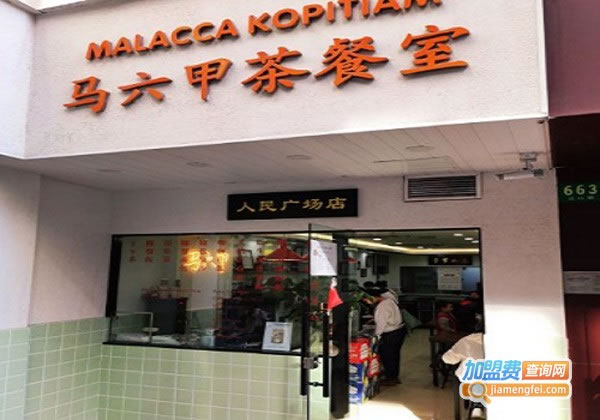 MALACCA KOPITIAM
马六甲茶餐室
人民广场店
663
加盟费查询网
jiamengfei.com